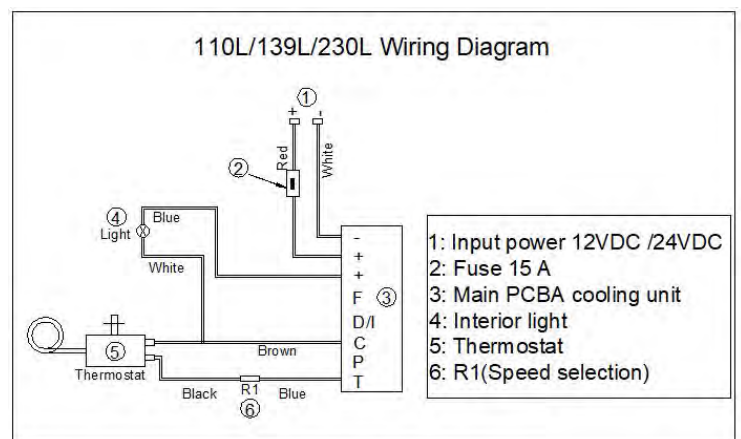 110L/139L/230L Wiring Diagram
1
+ -
Red
White
2
4
Blue
Light
White
-
+
+
F
3
D/I
C
P
T
5
Thermostat
Brown
Black
R1
Blue
6
1: Input power 12VDC /24VDC
2: Fuse 15 A
3: Main PCBA cooling unit
4: Interior light
5: Thermostat
6: R1(Speed selection)